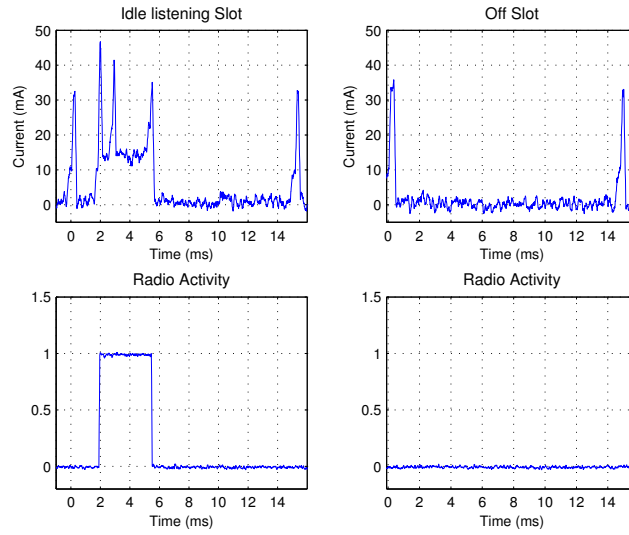 Idle listening Slot
Off Slot
50
40
30
20
10
0
Current (mA)
0 2 4 6 8 10 12 14
Time (ms)
50
40
30
20
10
0
Current (mA)
0 2 4 6 8 10 12 14
Time (ms)
Radio Activity
1.5
1
0.5
0
0 2 4 6 8 10 12 14
Time (ms)
Radio Activity
1.5
1
0.5
0
0 2 4 6 8 10 12 14
Time (ms)